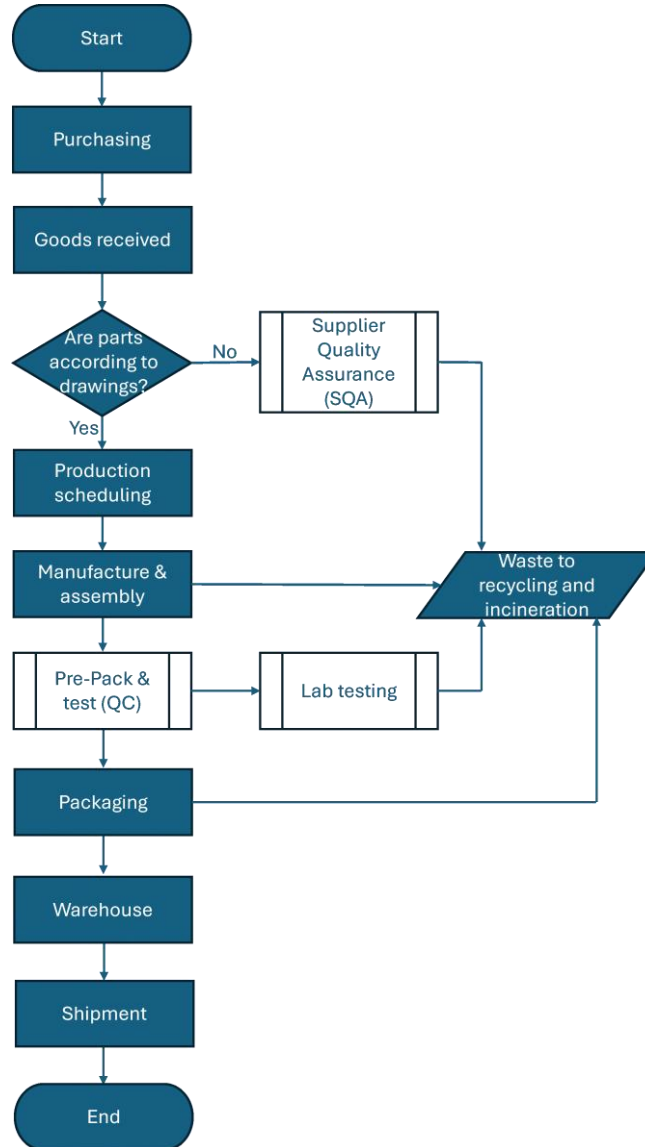 Start
Purchasing
Goods received
Are parts
according to
drawings?
No
Supplier
Quality
Assurance
(SQA)
Yes
Production
scheduling
Manufacture &
assembly
Waste to
recycling and
incineration
Pre-Pack &
test (QC)
Lab testing
Packaging
Warehouse
Shipment
End